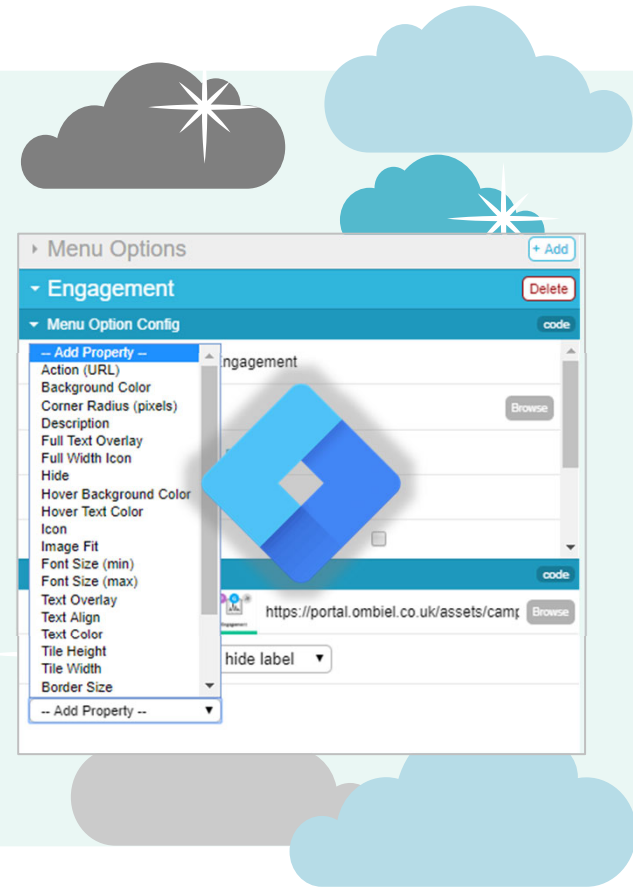 Menu Options
+ Add
Engagement
Delete
Menu Option Config
code
-- Add Property --
Action (URL)
Background Color
Corner Radius (pixels)
Description
Full Text Overlay
Full Width Icon
Hide
Hover Background Color
Hover Text Color
Icon
Image Fit
Font Size (min)
Font Size (max)
Text Overlay
Text Align
Text Color
Tile Height
Tile Width
Border Size
-- Add Property --
ngagement
Browse
code
https://portal.ombiel.co.uk/assets/camp
Browse
hide label